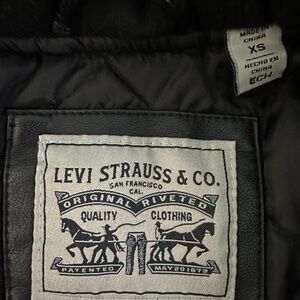 MADE IN
CHINA
XS
HECHO EN
CHINA
ECH
LEVI STRAUSS & CO.
SAN FRANCISCO
CAL.
ORIGINAL RIVETED
QUALITY CLOTHING
PATENTED MAY 20 1873